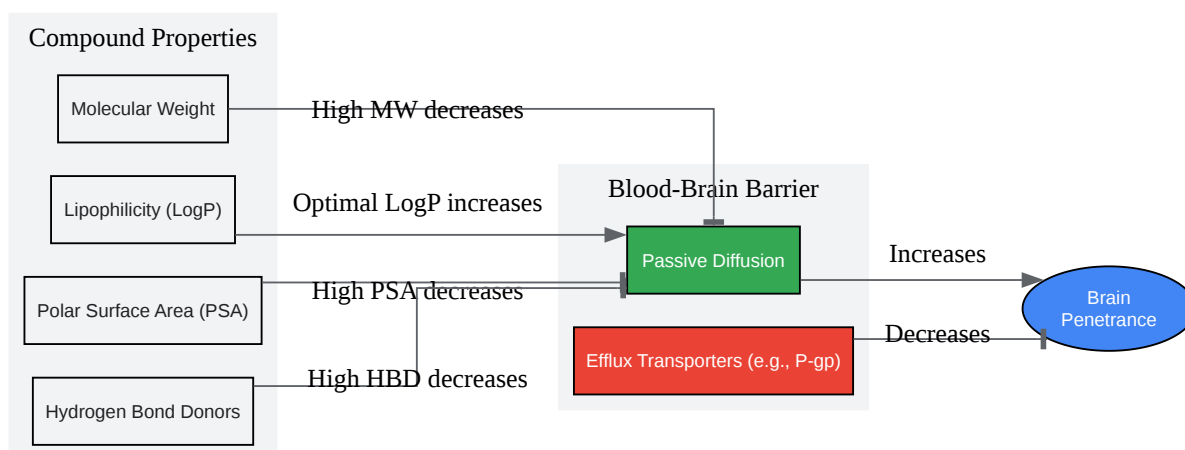 Compound Properties
Molecular Weight
High MW decreases
Lipophilicity (LogP)
Optimal LogP increases
Polar Surface Area (PSA)
High PSA decreases
Hydrogen Bond Donors
High HBD decreases
Blood-Brain Barrier
Passive Diffusion
Efflux Transporters (e.g., P-gp)
Increases
Decreases
Brain
Penetrance